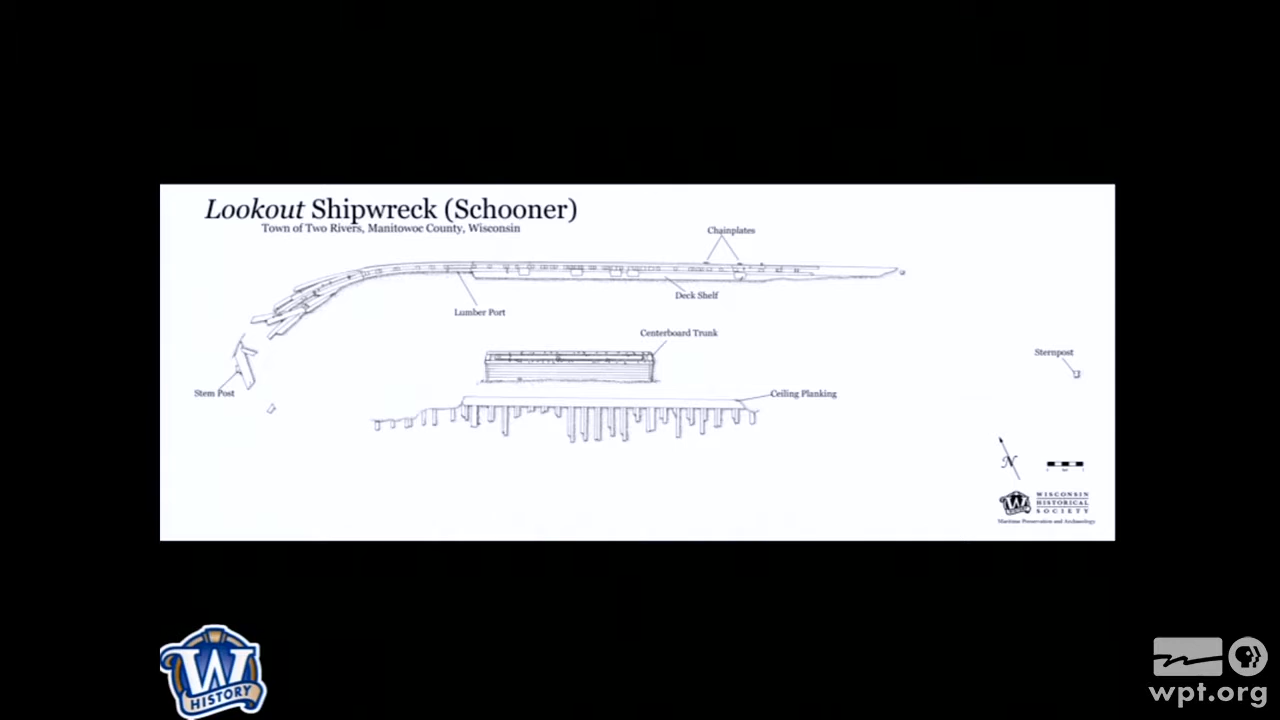 Lookout Shipwreck (Schooner)
Town of Two Rivers, Manitowoc County, Wisconsin
Chainplates
Deck Shelf
Lumber Port
Centerboard Trunk
Sternpost
Stem Post
Ceiling Planking
N
W
WISCONSIN
HISTORICAL
SOCIETY
Maritime Preservation and Archaeology
W
HISTORY
wpt.org